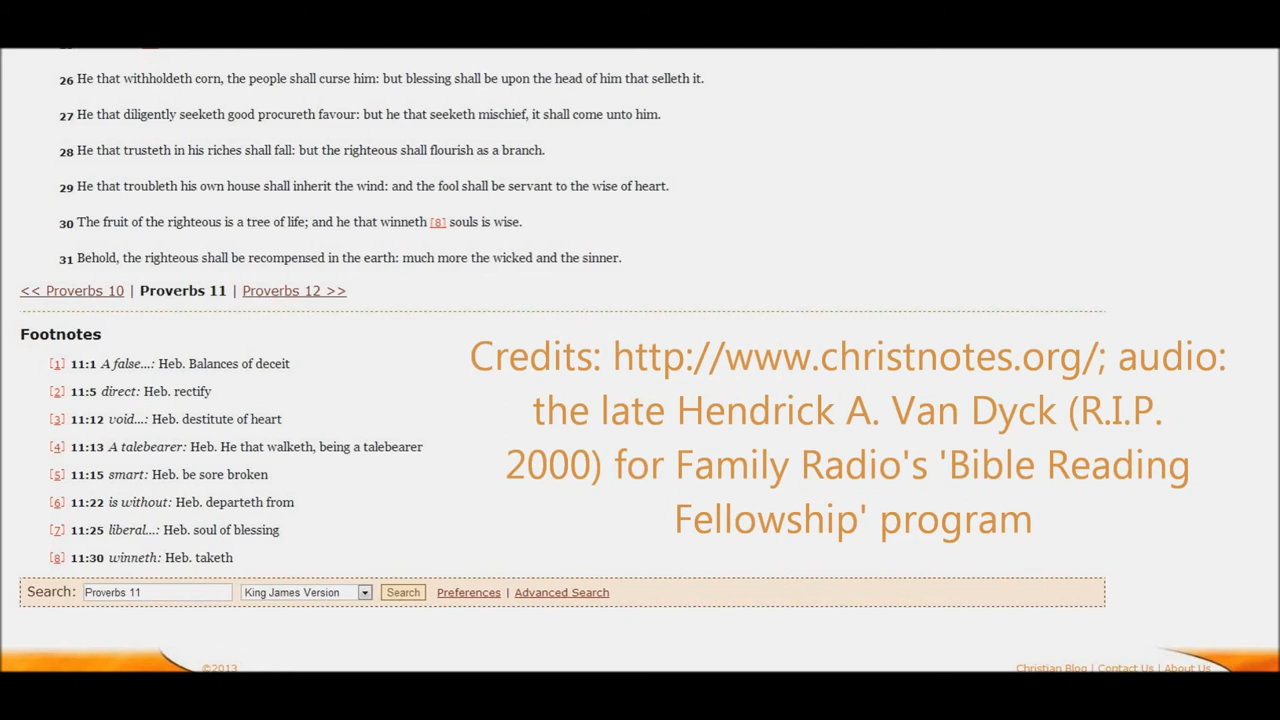 26 He that withholdeth corn, the people shall curse him: but blessing shall be upon the head of him that selleth it.
27 He that diligently seeketh good procureth favour: but he that seeketh mischief, it shall come unto him.
28 He that trusteth in his riches shall fall: but the righteous shall flourish as a branch.
29 He that troubleth his own house shall inherit the wind: and the fool shall be servant to the wise of heart.
30 The fruit of the righteous is a tree of life; and he that winneth [8] souls is wise.
31 Behold, the righteous shall be recompensed in the earth: much more the wicked and the sinner.
<< Proverbs 10 | Proverbs 11 | Proverbs 12 >>
Footnotes
[1] 11:1 A false...: Heb. Balances of deceit
[2] 11:5 direct: Heb. rectify
[3] 11:12 void...: Heb. destitute of heart
[4] 11:13 A talebearer: Heb. He that walketh, being a talebearer
[5] 11:15 smart: Heb. be sore broken
[6] 11:22 is without: Heb. departeth from
[7] 11:25 liberal...: Heb. soul of blessing
[8] 11:30 winneth: Heb. taketh
Credits: http://www.christnotes.org/; audio:
the late Hendrick A. Van Dyck (R.I.P.
2000) for Family Radio's 'Bible Reading
Fellowship' program
Search: Proverbs 11 King James Version Search Preferences | Advanced Search
©2013 Christian Blog | Contact Us | About Us